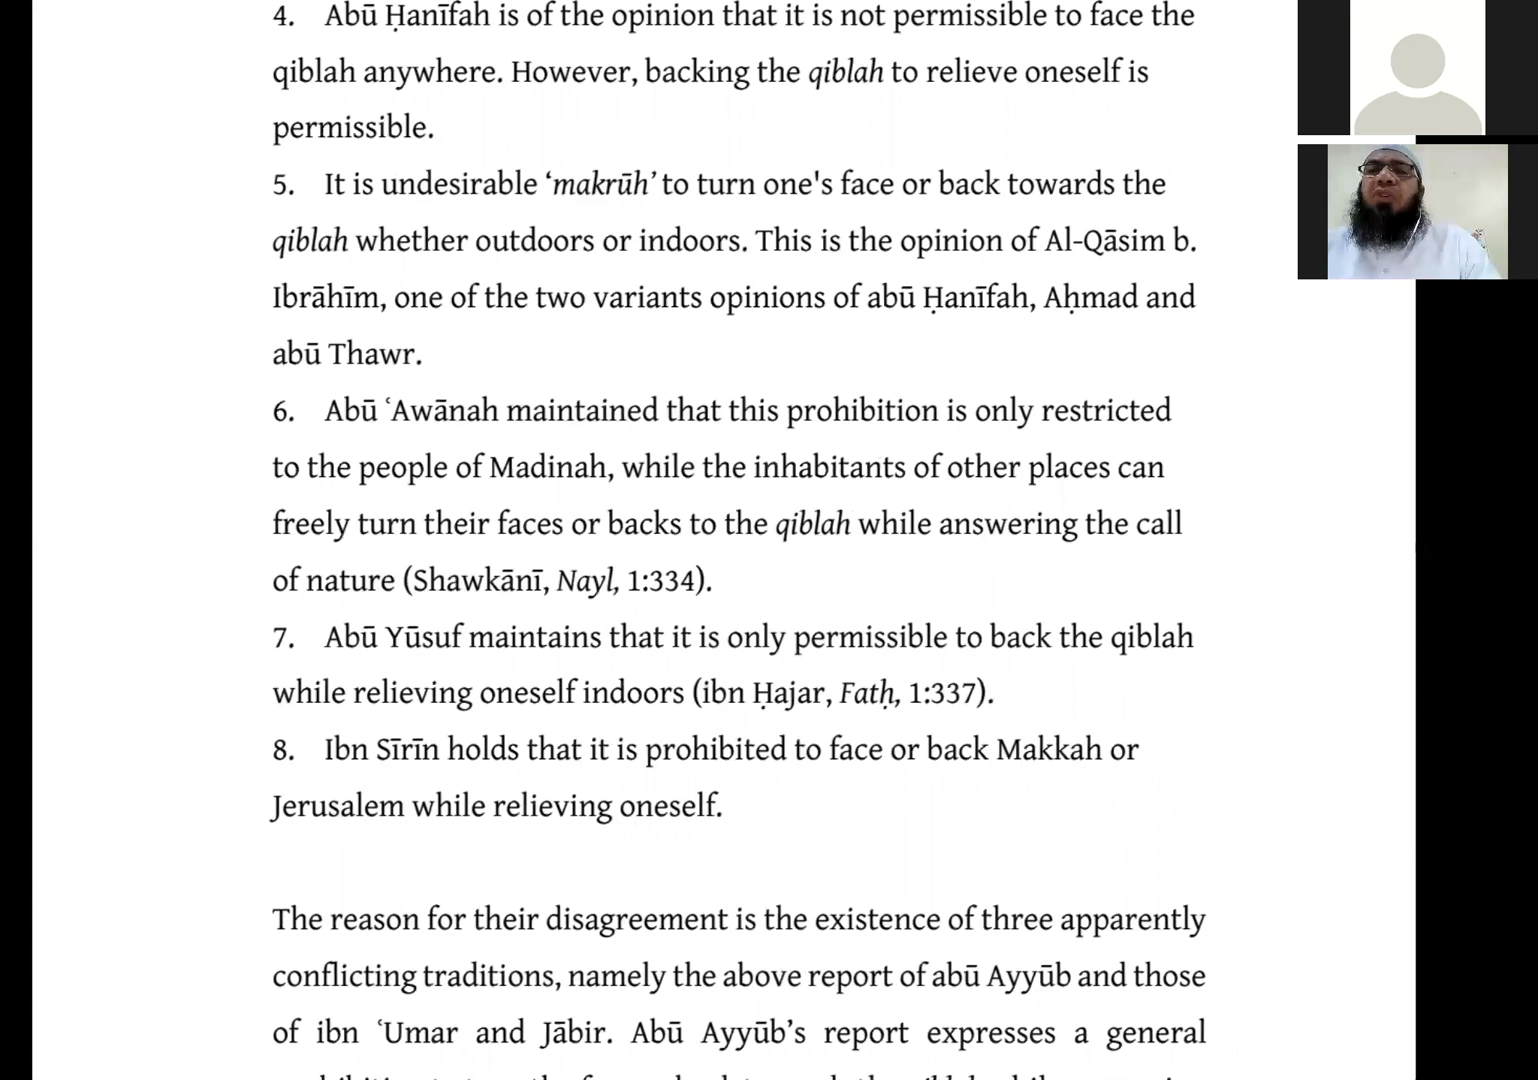 4. Abū Ḥanīfah is of the opinion that it is not permissible to face the
qiblah anywhere. However, backing the qiblah to relieve oneself is
permissible.
5. It is undesirable ‘makrūh’ to turn one's face or back towards the
qiblah whether outdoors or indoors. This is the opinion of Al-Qāsim b.
Ibrāhīm, one of the two variants opinions of abū Ḥanīfah, Aḥmad and
abū Thawr.
6. Abū ʿAwānah maintained that this prohibition is only restricted
to the people of Madinah, while the inhabitants of other places can
freely turn their faces or backs to the qiblah while answering the call
of nature (Shawkānī, Nayl, 1:334).
7. Abū Yūsuf maintains that it is only permissible to back the qiblah
while relieving oneself indoors (ibn Ḥajar, Fatḥ, 1:337).
8. Ibn Sīrīn holds that it is prohibited to face or back Makkah or
Jerusalem while relieving oneself.
The reason for their disagreement is the existence of three apparently
conflicting traditions, namely the above report of abū Ayyūb and those
of ibn ʿUmar and Jābir. Abū Ayyūb’s report expresses a general